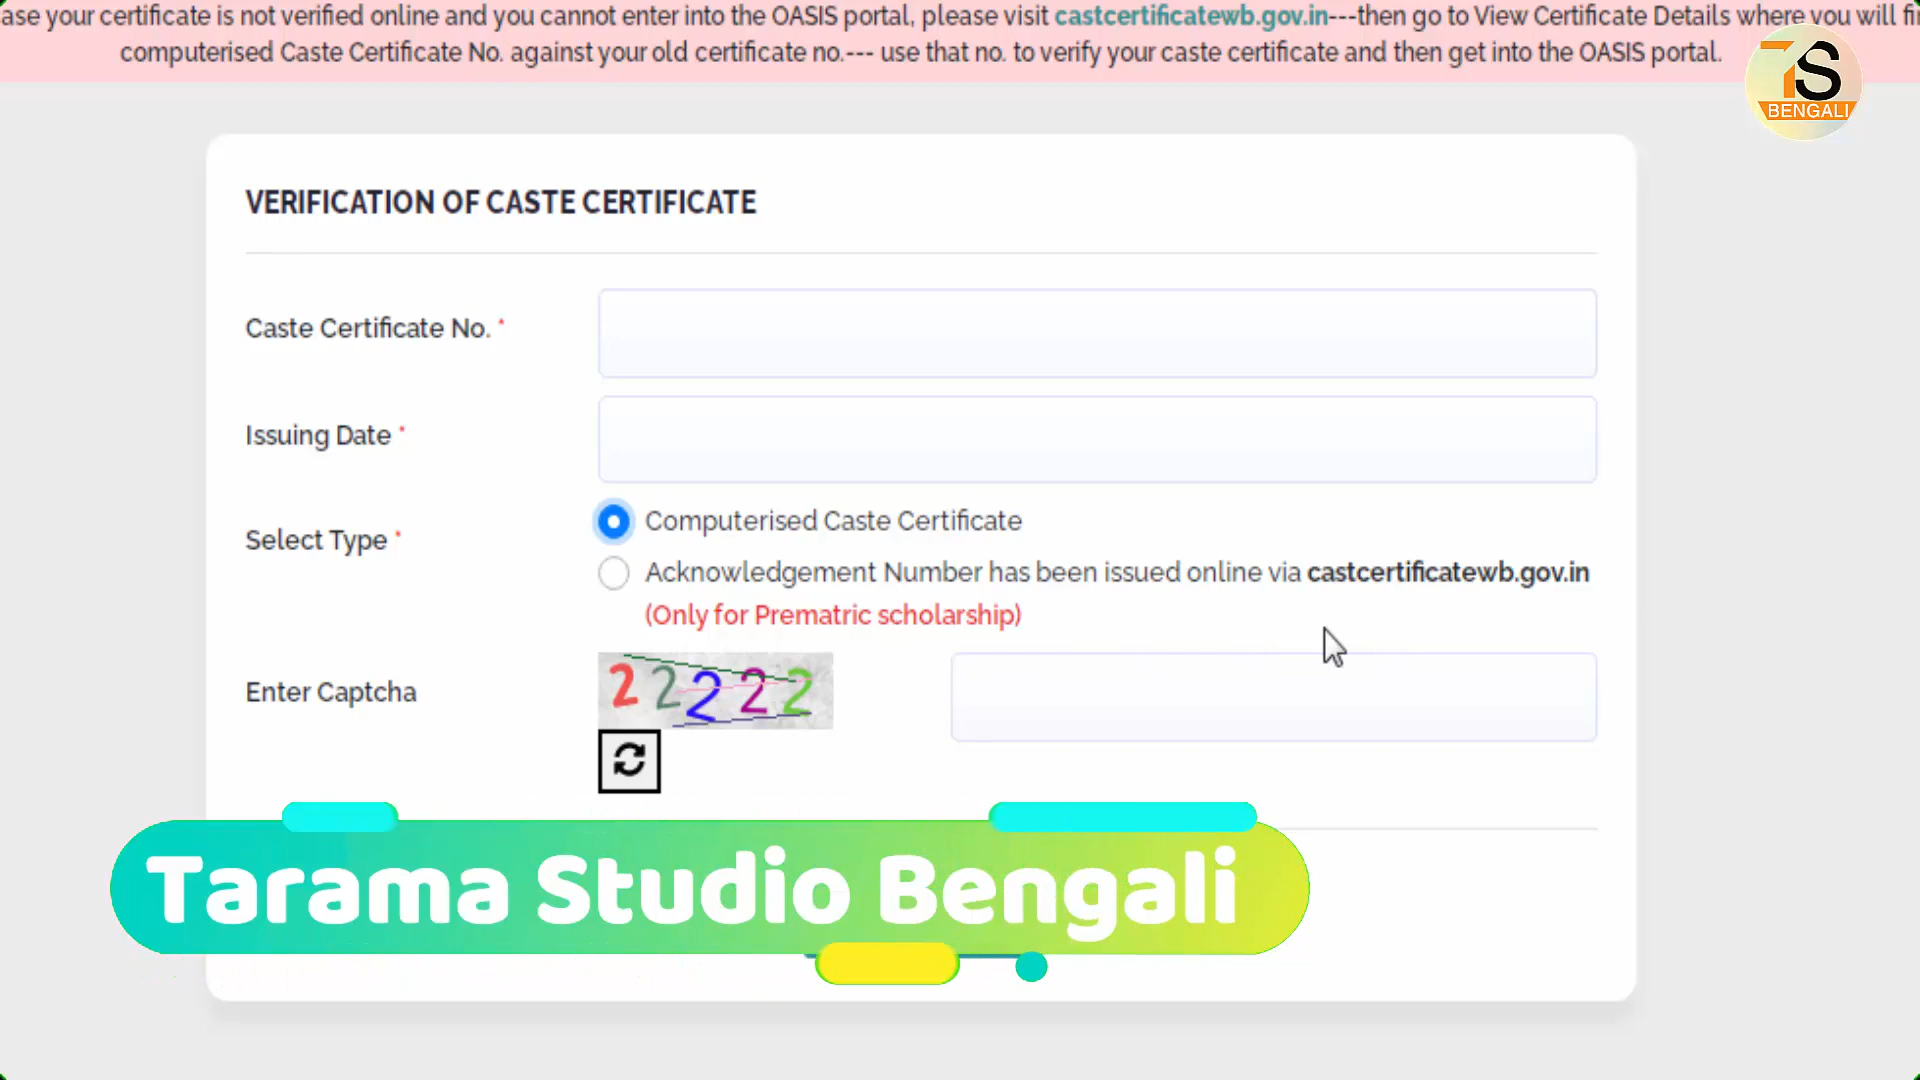 ase your certificate is not verified online and you cannot enter into the OASIS portal, please visit castcertificatewb.gov.in---then go to View Certificate Details where you will fi
computerised Caste Certificate No. against your old certificate no.--- use that no. to verify your caste certificate and then get into the OASIS portal.
TS
BENGALI
VERIFICATION OF CASTE CERTIFICATE
Caste Certificate No. *
Issuing Date *
Select Type *
Computerised Caste Certificate
Acknowledgement Number has been issued online via castcertificatewb.gov.in
(Only for Prematric scholarship)
Enter Captcha
22222
Tarama Studio Bengali